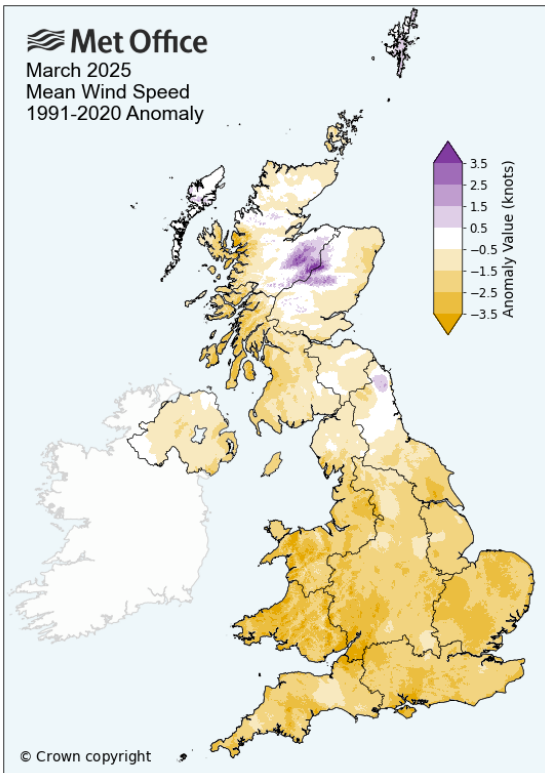 Met Office
March 2025
Mean Wind Speed
1991-2020 Anomaly
3.5
2.5
1.5
0.5
−0.5
−1.5
−2.5
−3.5
Anomaly Value (knots)
© Crown copyright